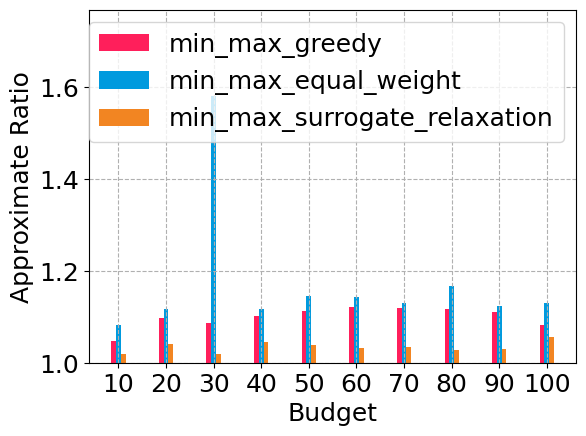 min_max_greedy
min_max_equal_weight
min_max_surrogate_relaxation
Approximate Ratio
1.6
1.4
1.2
1.0
10 20 30 40 50 60 70 80 90 100
Budget